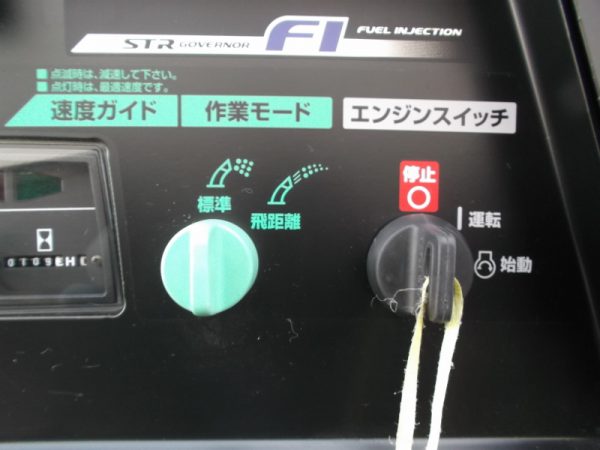 STR GOVERNOR FI FUEL INJECTION
■点滅時は、減速して下さい。
■点灯時は、最適速度です。
速度ガイド 作業モード エンジンスイッチ
停止
標準
飛距離
運転
始動